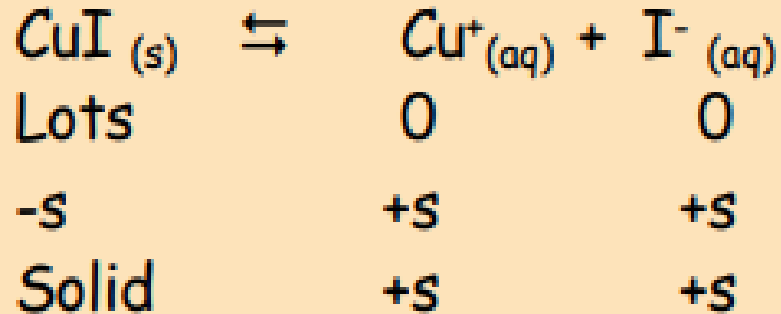 CuI (s) ⇆ Cu⁺(aq) + I⁻ (aq)
Lots 0 0
-s +s +s
Solid +s +s